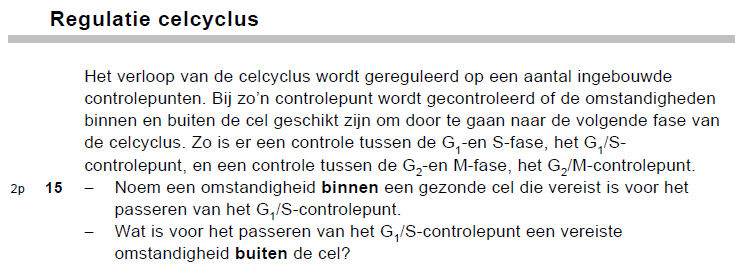 Regulatie celcyclus
Het verloop van de celcyclus wordt gereguleerd op een aantal ingebouwde
controlepunten. Bij zo’n controlepunt wordt gecontroleerd of de omstandigheden
binnen en buiten de cel geschikt zijn om door te gaan naar de volgende fase van
de celcyclus. Zo is er een controle tussen de G₁-en S-fase, het G₁/S-
controlepunt, en een controle tussen de G₂-en M-fase, het G₂/M-controlepunt.
2p 15 – Noem een omstandigheid binnen een gezonde cel die vereist is voor het
passeren van het G₁/S-controlepunt.
– Wat is voor het passeren van het G₁/S-controlepunt een vereiste
omstandigheid buiten de cel?